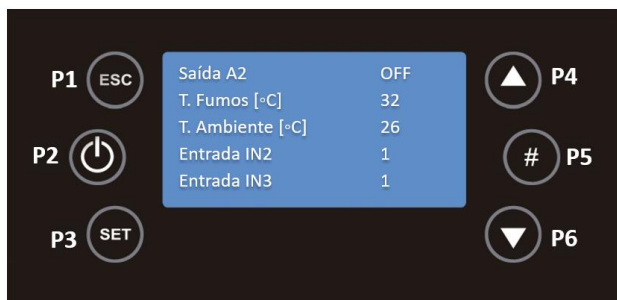 P1 ESC
P2
P3 SET
Saída A2 OFF
T. Fumos [◦C] 32
T. Ambiente [◦C] 26
Entrada IN2 1
Entrada IN3 1
P4
# P5
P6